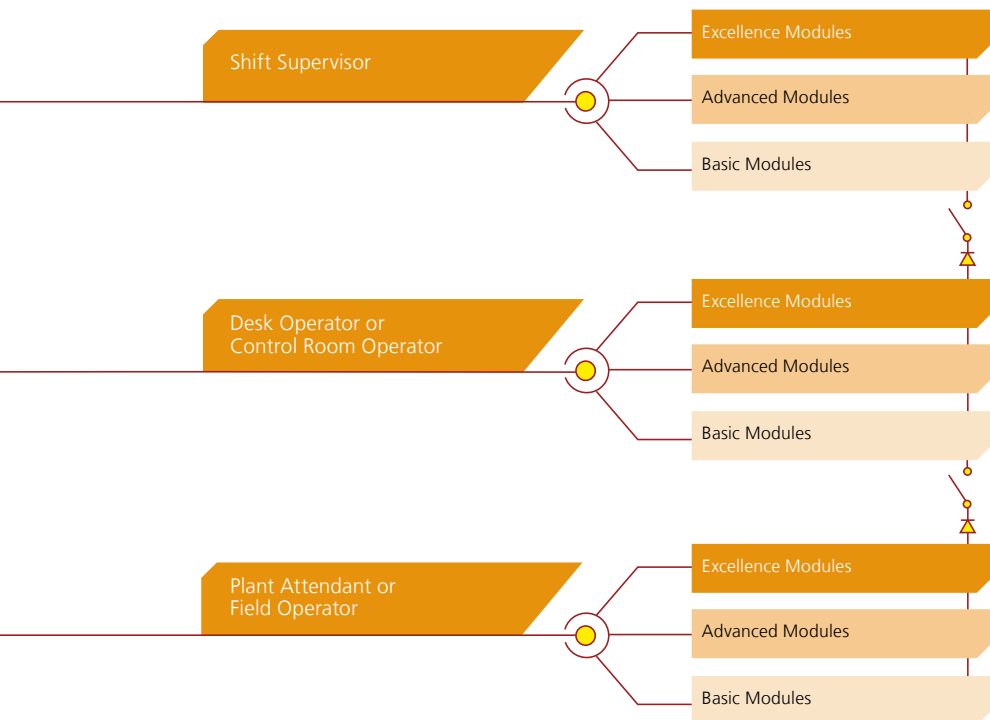 Shift Supervisor
Excellence Modules
Advanced Modules
Basic Modules
Desk Operator or
Control Room Operator
Excellence Modules
Advanced Modules
Basic Modules
Plant Attendant or
Field Operator
Excellence Modules
Advanced Modules
Basic Modules